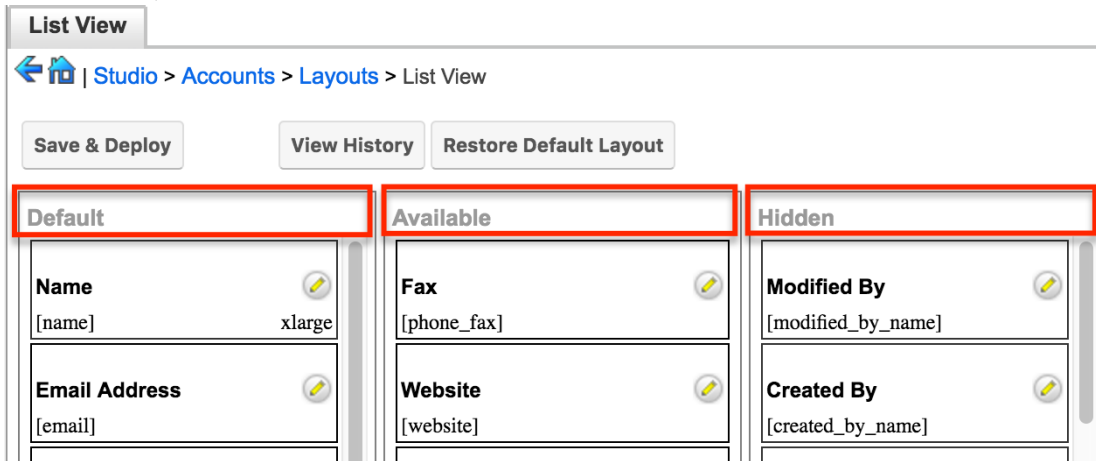 List View
| Studio > Accounts > Layouts > List View
Save & Deploy View History Restore Default Layout
Default
Name
[name] xlarge
Email Address
[email]
Available
Fax
[phone_fax]
Website
[website]
Hidden
Modified By
[modified_by_name]
Created By
[created_by_name]